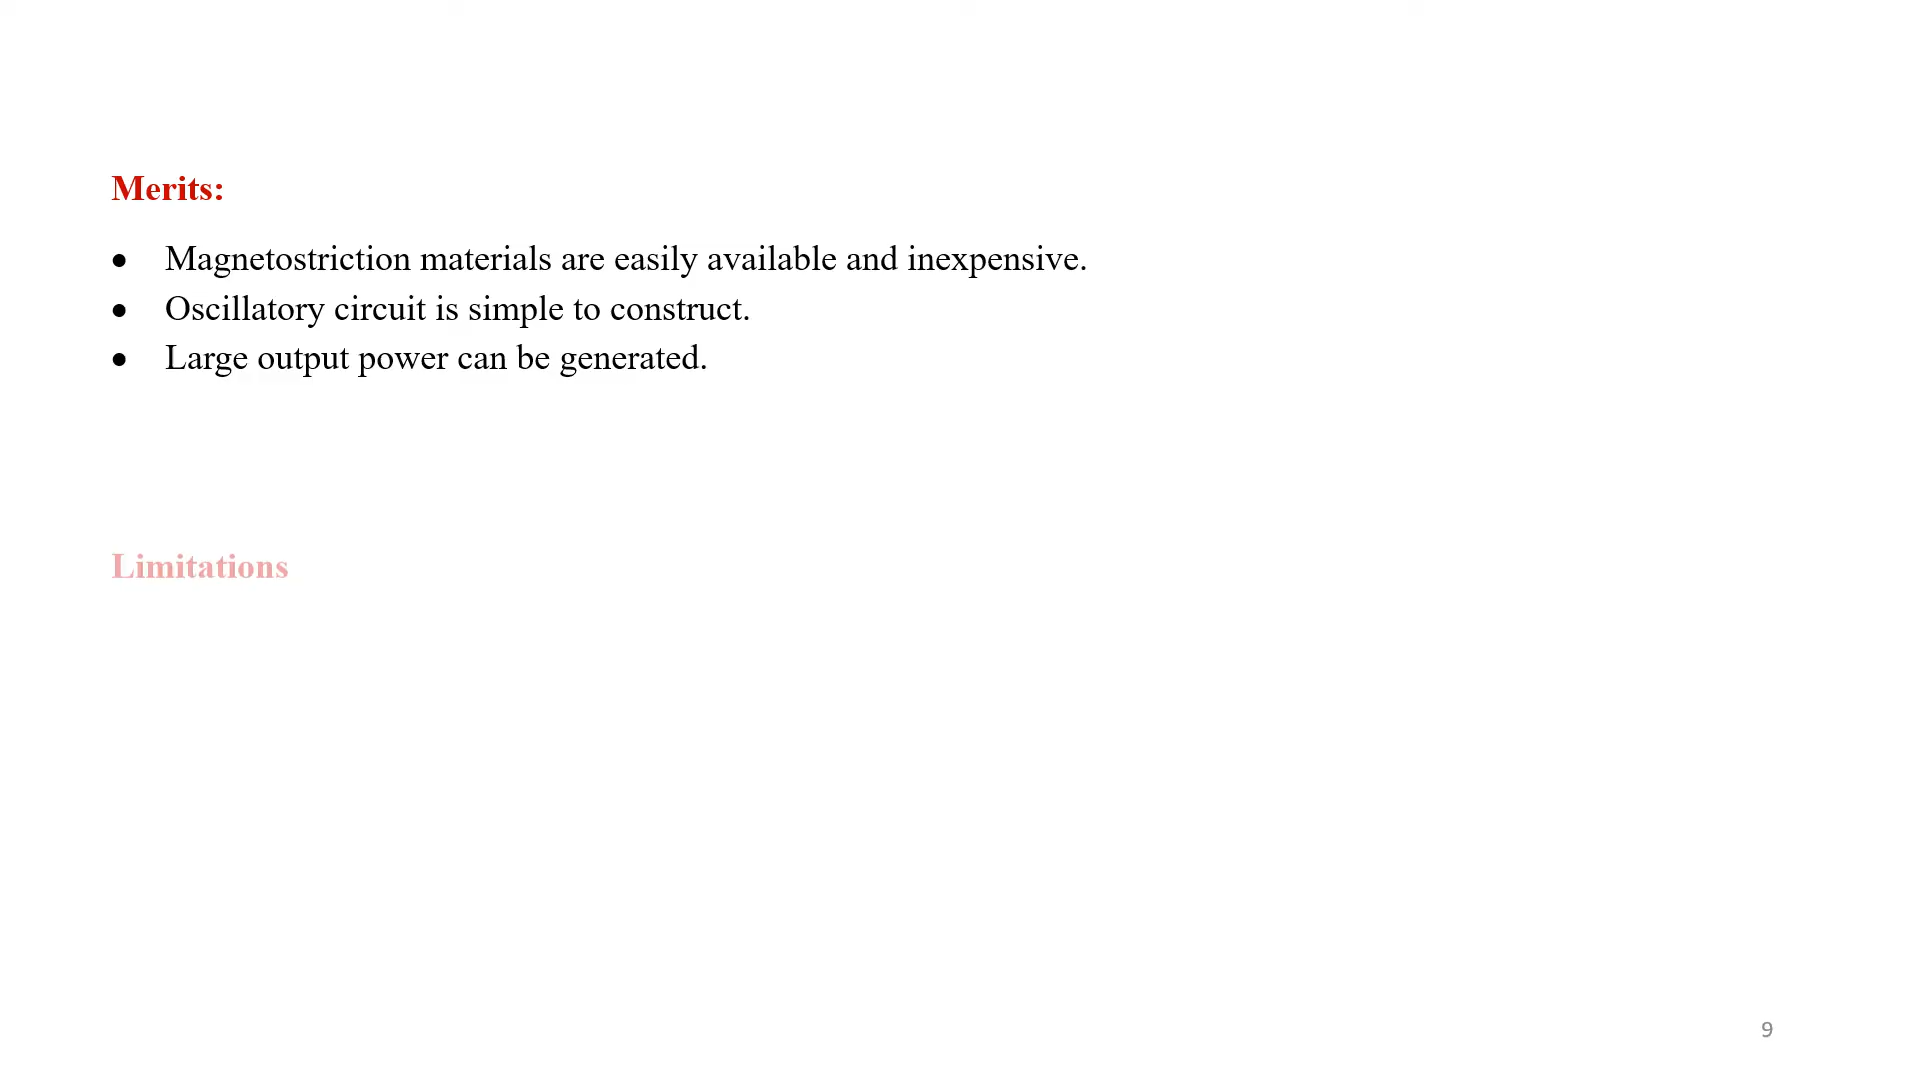 Merits:
• Magnetostriction materials are easily available and inexpensive.
• Oscillatory circuit is simple to construct.
• Large output power can be generated.
Limitations
9